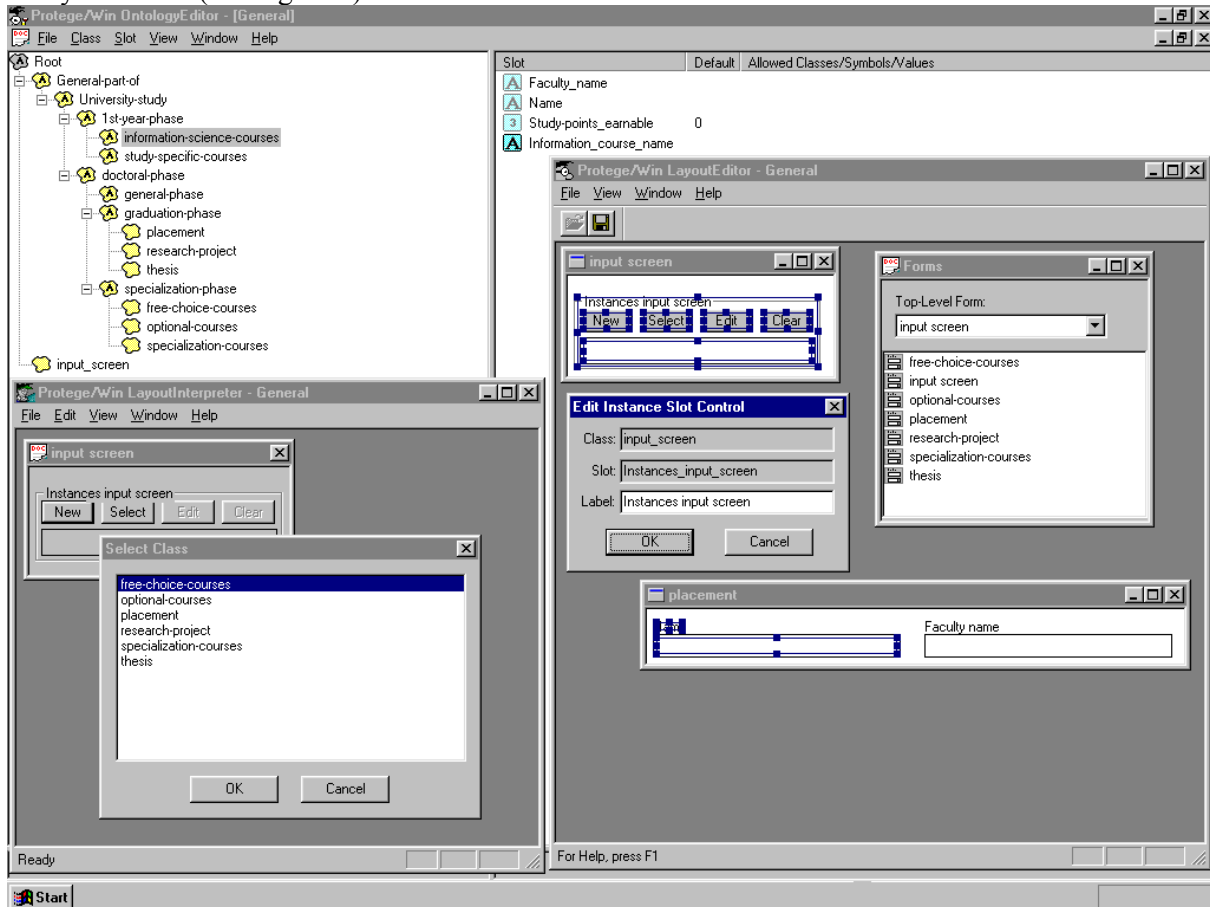 Protege/Win OntologyEditor - [General]
File Class Slot View Window Help
Root
General-part-of
University-study
1st-year-phase
information-science-courses
study-specific-courses
doctoral-phase
general-phase
graduation-phase
placement
research-project
thesis
specialization-phase
free-choice-courses
optional-courses
specialization-courses
input_screen
Slot Default Allowed Classes/Symbols/Values
Faculty_name
Name
Study-points_earnable 0
Information_course_name
Protege/Win LayoutEditor - General
File View Window Help
input screen
Instances input screen
New Select Edit Clear
Forms
Top-Level Form:
input screen
free-choice-courses
input screen
optional-courses
placement
research-project
specialization-courses
thesis
Edit Instance Slot Control
Class: input_screen
Slot: Instances_input_screen
Label: Instances input screen
OK Cancel
placement
Faculty name
For Help, press F1
Protege/Win LayoutInterpreter - General
File Edit View Window Help
input screen
Instances input screen
New Select Edit Clear
Select Class
free-choice-courses
optional-courses
placement
research-project
specialization-courses
thesis
OK Cancel
Ready
Start